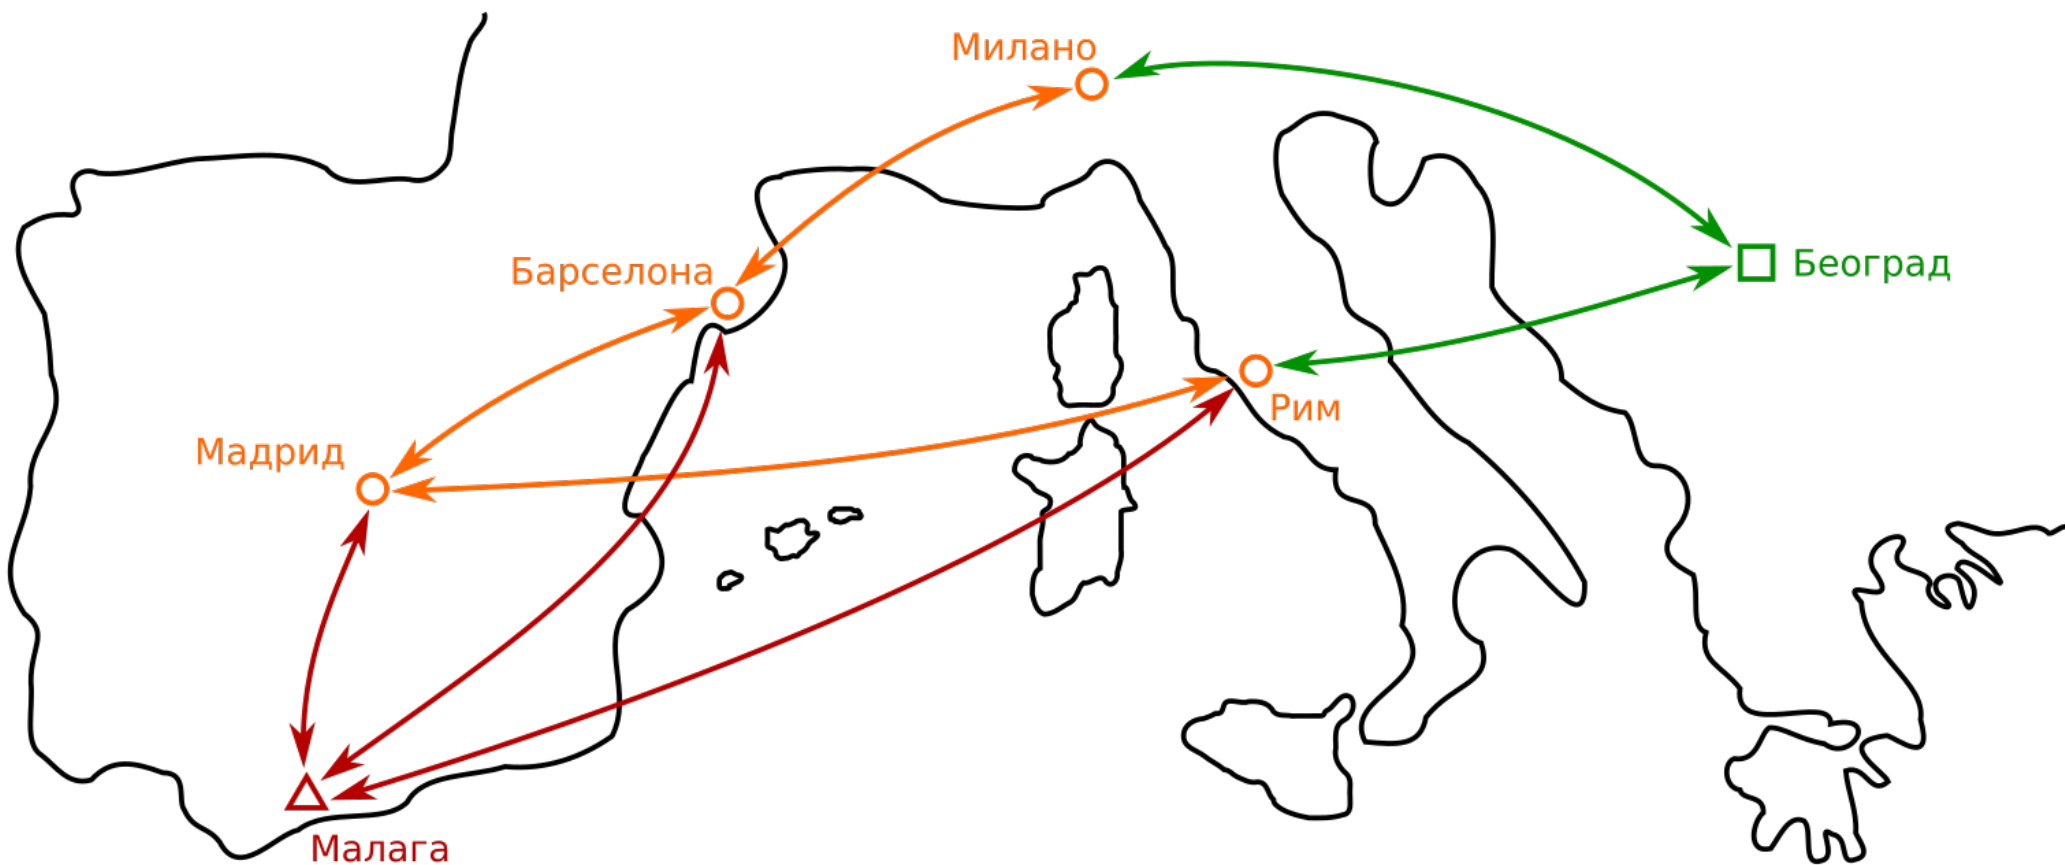 Милано
Барселона
Београд
Рим
Мадрид
Малага